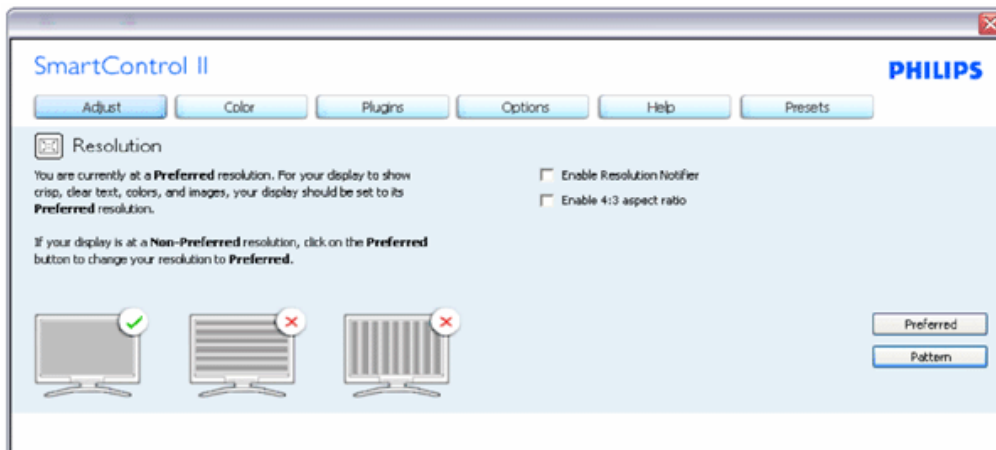 SmartControl II
PHILIPS
Adjust
Color
Plugins
Options
Help
Presets
Resolution
You are currently at a Preferred resolution. For your display to show
crisp, clear text, colors, and images, your display should be set to its
Preferred resolution.
If your display is at a Non-Preferred resolution, click on the Preferred
button to change your resolution to Preferred.
Enable Resolution Notifier
Enable 4:3 aspect ratio
Preferred
Pattern